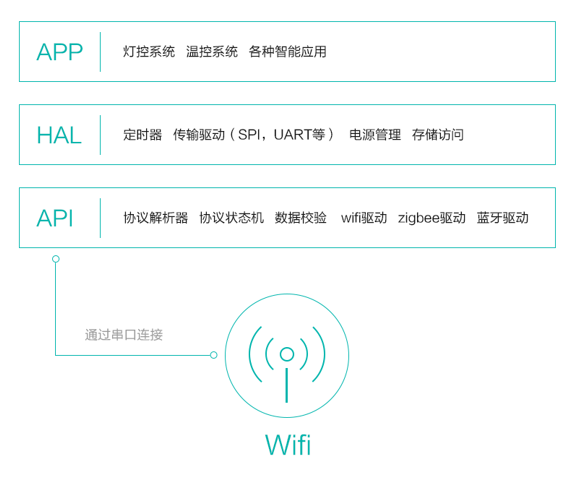 APP 灯控系统 温控系统 各种智能应用
HAL 定时器 传输驱动（SPI，UART等） 电源管理 存储访问
API 协议解析器 协议状态机 数据校验 wifi驱动 zigbee驱动 蓝牙驱动
通过串口连接
Wifi